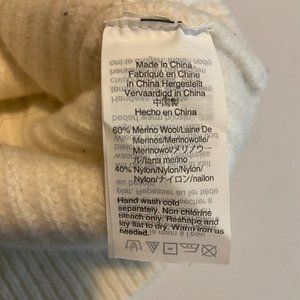 Made in China
Fabriqué en Chine
in China Hergestellt
Vervaardigd in China
中国製
Hecho en China
60% Merino Wool/Laine De
Merinos/Merinowolle/
Merinowol/メリノウー
ル/lana merino
40% Nylon/Nylon/Nylon/
Nylon/ナイロン/nailon
Hand wash cold
separately. Non chlorine
bleach only. Reshape and
lay flat to dry. Warm iron as
needed.